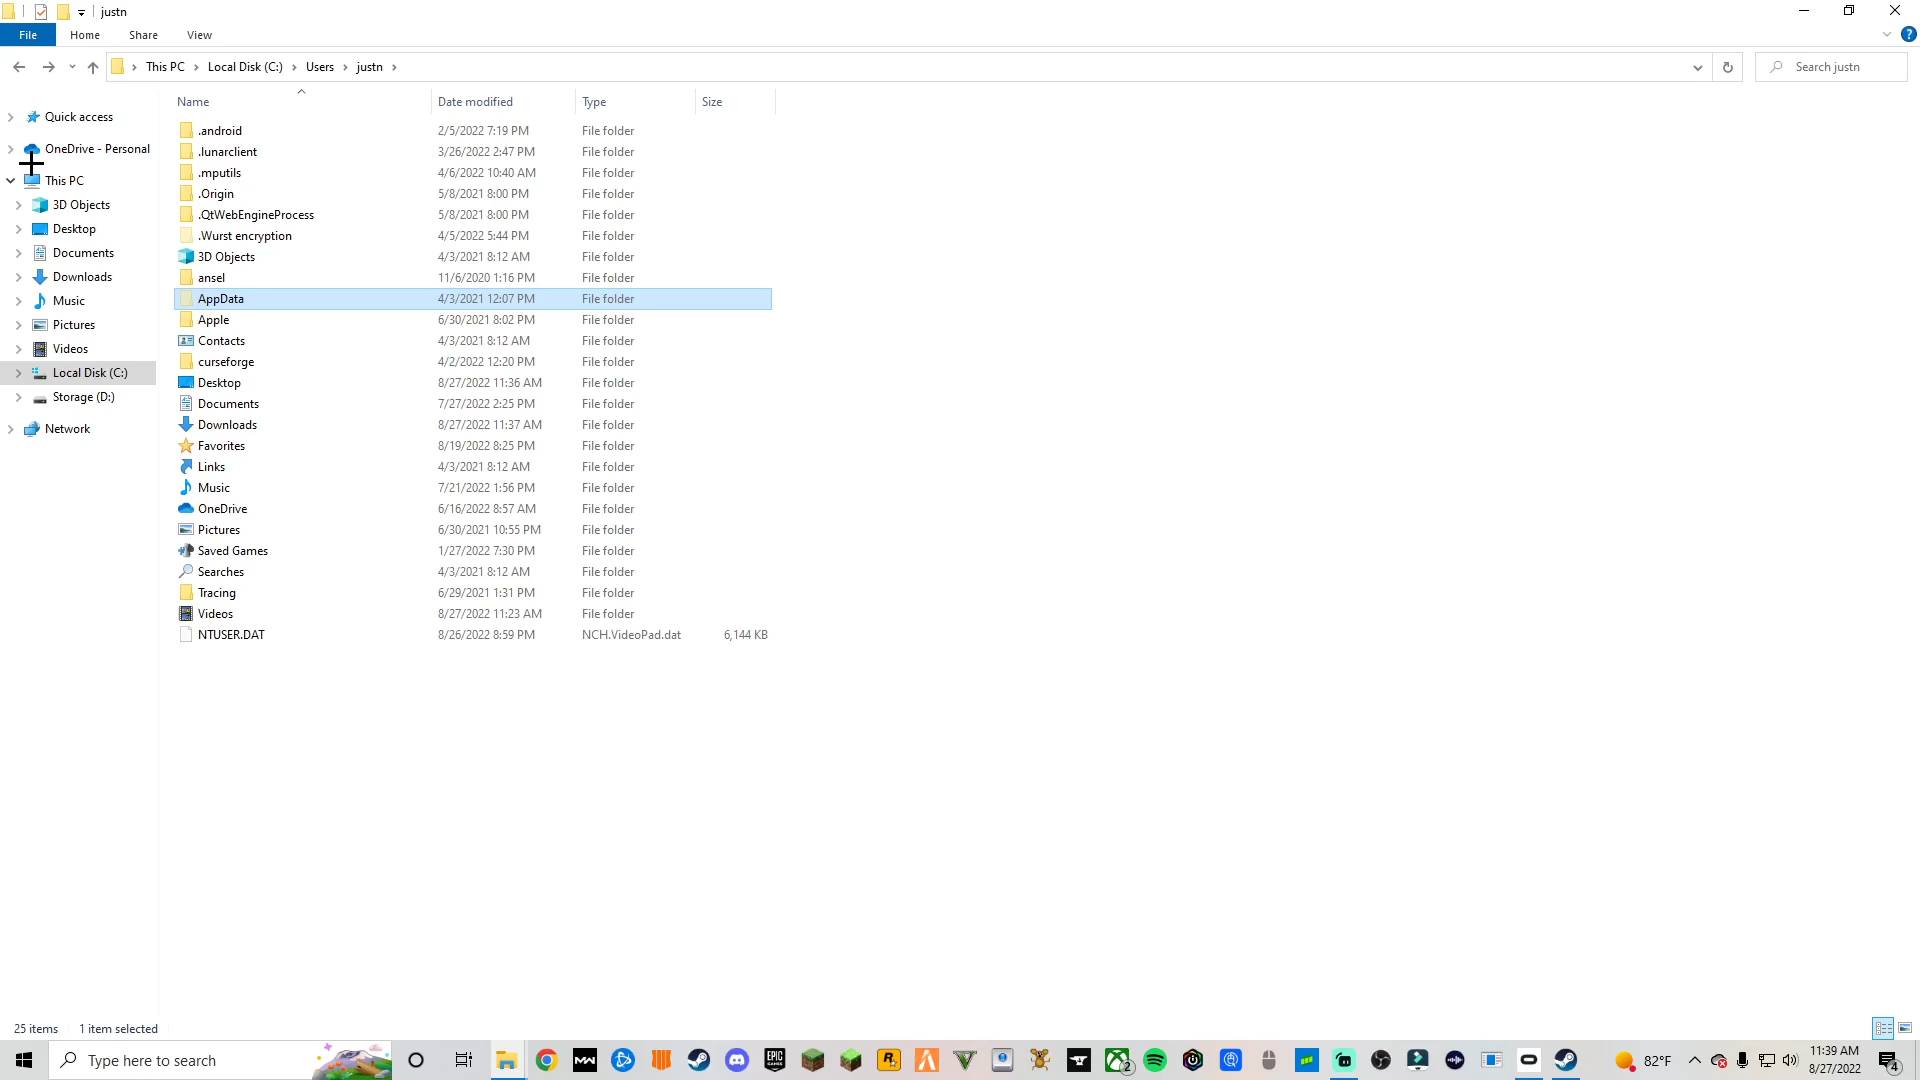 justn
File Home Share View
This PC Local Disk (C:) Users justn
Search justn
Name Date modified Type Size
Quick access
OneDrive - Personal
This PC
3D Objects
Desktop
Documents
Downloads
Music
Pictures
Videos
Local Disk (C:)
Storage (D:)
Network
.android 2/5/2022 7:19 PM File folder
.lunarclient 3/26/2022 2:47 PM File folder
.mputils 4/6/2022 10:40 AM File folder
.Origin 5/8/2021 8:00 PM File folder
.QtWebEngineProcess 5/8/2021 8:00 PM File folder
.Wurst encryption 4/5/2022 5:44 PM File folder
3D Objects 4/3/2021 8:12 AM File folder
ansel 11/6/2020 1:16 PM File folder
AppData 4/3/2021 12:07 PM File folder
Apple 6/30/2021 8:02 PM File folder
Contacts 4/3/2021 8:12 AM File folder
curseforge 4/2/2022 12:20 PM File folder
Desktop 8/27/2022 11:36 AM File folder
Documents 7/27/2022 2:25 PM File folder
Downloads 8/27/2022 11:37 AM File folder
Favorites 8/19/2022 8:25 PM File folder
Links 4/3/2021 8:12 AM File folder
Music 7/21/2022 1:56 PM File folder
OneDrive 6/16/2022 8:57 AM File folder
Pictures 6/30/2021 10:55 PM File folder
Saved Games 1/27/2022 7:30 PM File folder
Searches 4/3/2021 8:12 AM File folder
Tracing 6/29/2021 1:31 PM File folder
Videos 8/27/2022 11:23 AM File folder
NTUSER.DAT 8/26/2022 8:59 PM NCH.VideoPad.dat 6,144 KB
25 items 1 item selected
Type here to search
MW
EPIC GAMES
R
2
82°F
11:39 AM
8/27/2022
4